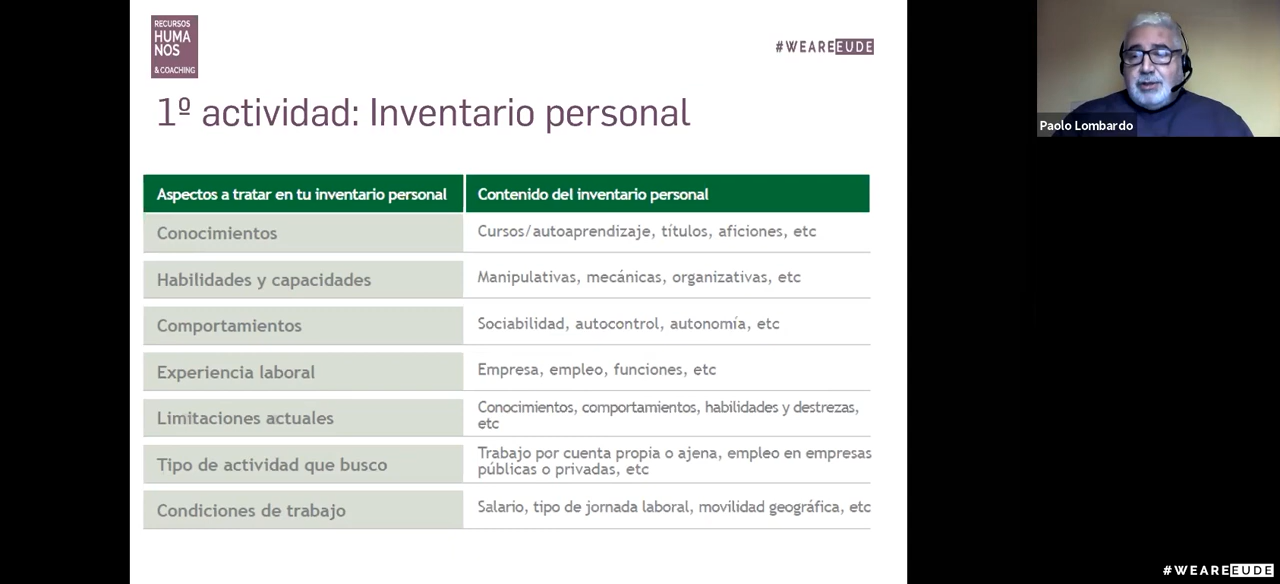 RECURSOS
HUMA
NOS
& COACHING
#WEAREEUDE
1º actividad: Inventario personal
Aspectos a tratar en tu inventario personal
Contenido del inventario personal
Conocimientos
Cursos/autoaprendizaje, títulos, aficiones, etc
Habilidades y capacidades
Manipulativas, mecánicas, organizativas, etc
Comportamientos
Sociabilidad, autocontrol, autonomía, etc
Experiencia laboral
Empresa, empleo, funciones, etc
Limitaciones actuales
Conocimientos, comportamientos, habilidades y destrezas,
etc
Tipo de actividad que busco
Trabajo por cuenta propia o ajena, empleo en empresas
públicas o privadas, etc
Condiciones de trabajo
Salario, tipo de jornada laboral, movilidad geográfica, etc
Paolo Lombardo
#WEAREEUDE